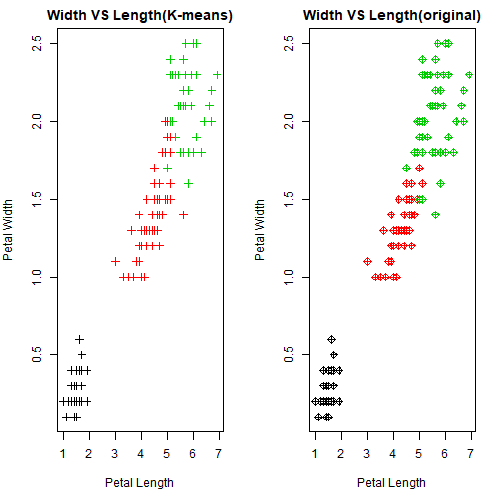 Width VS Length(K-means)
Petal Width
2.5
2.0
1.5
1.0
0.5
1 2 3 4 5 6 7
Petal Length
Width VS Length(original)
Petal Width
2.5
2.0
1.5
1.0
0.5
1 2 3 4 5 6 7
Petal Length